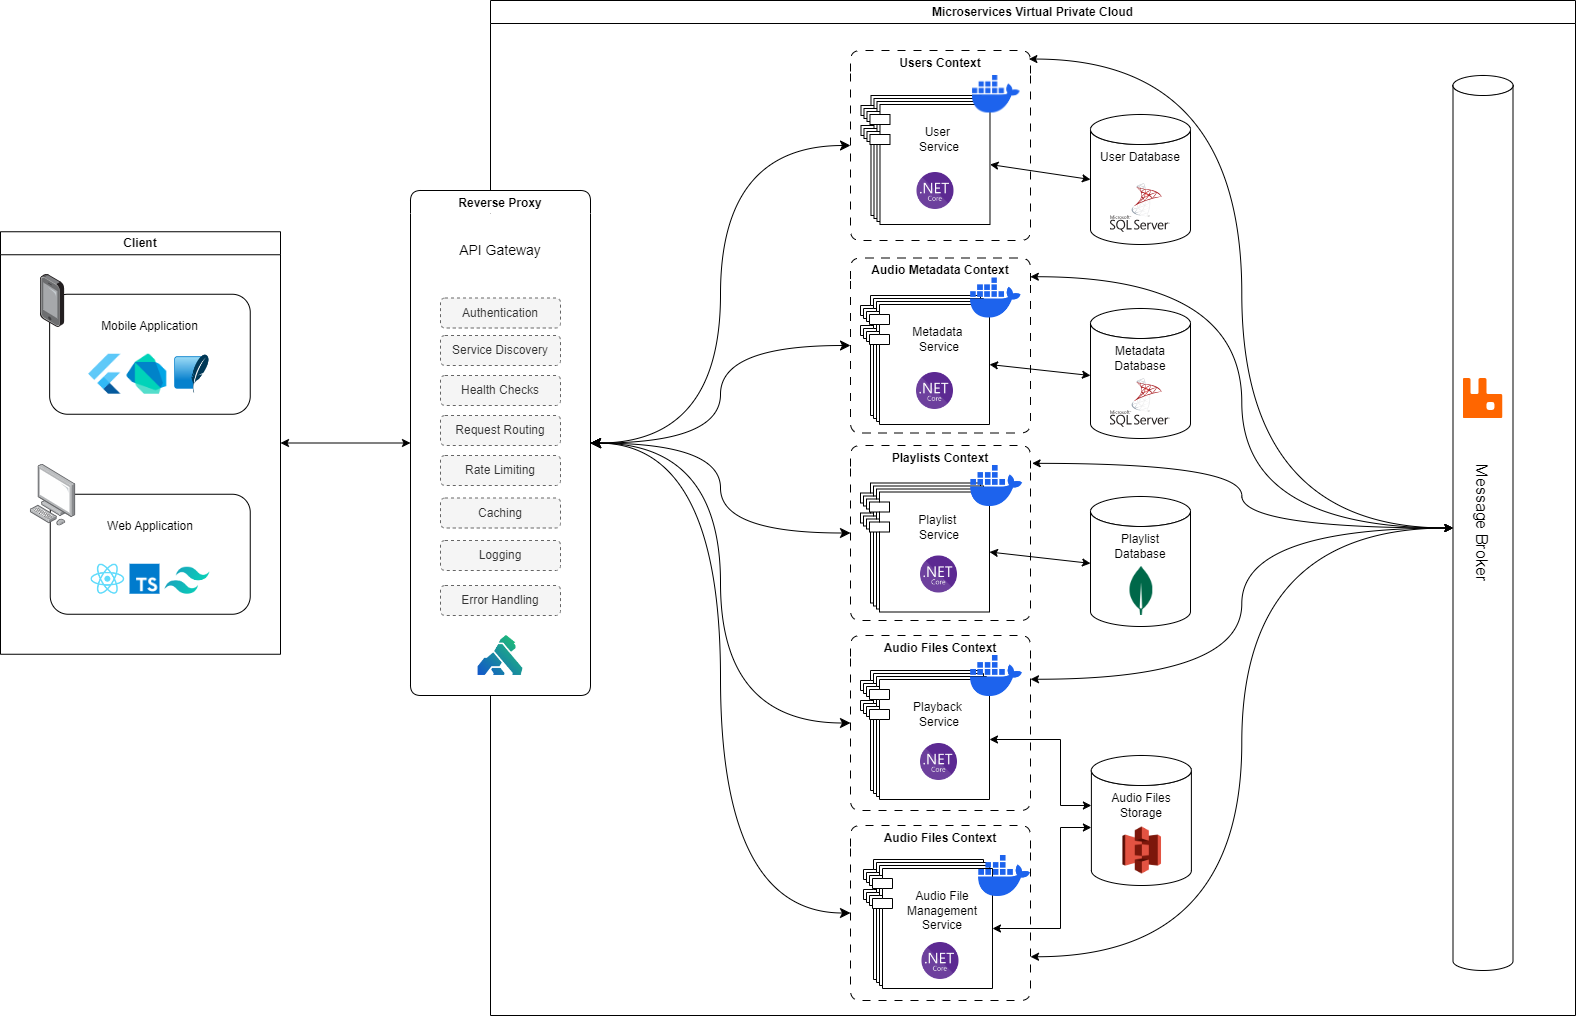 Microservices Virtual Private Cloud
Client
Mobile Application
Web Application
TS
Reverse Proxy
API Gateway
Authentication
Service Discovery
Health Checks
Request Routing
Rate Limiting
Caching
Logging
Error Handling
Users Context
User
Service
.NET
Core
User Database
Microsoft
SQL Server
Audio Metadata Context
Metadata
Service
.NET
Core
Metadata
Database
Microsoft
SQL Server
Playlists Context
Playlist
Service
.NET
Core
Playlist
Database
Audio Files Context
Playback
Service
.NET
Core
Audio Files
Storage
Audio Files Context
Audio File
Management
Service
.NET
Core
Message Broker